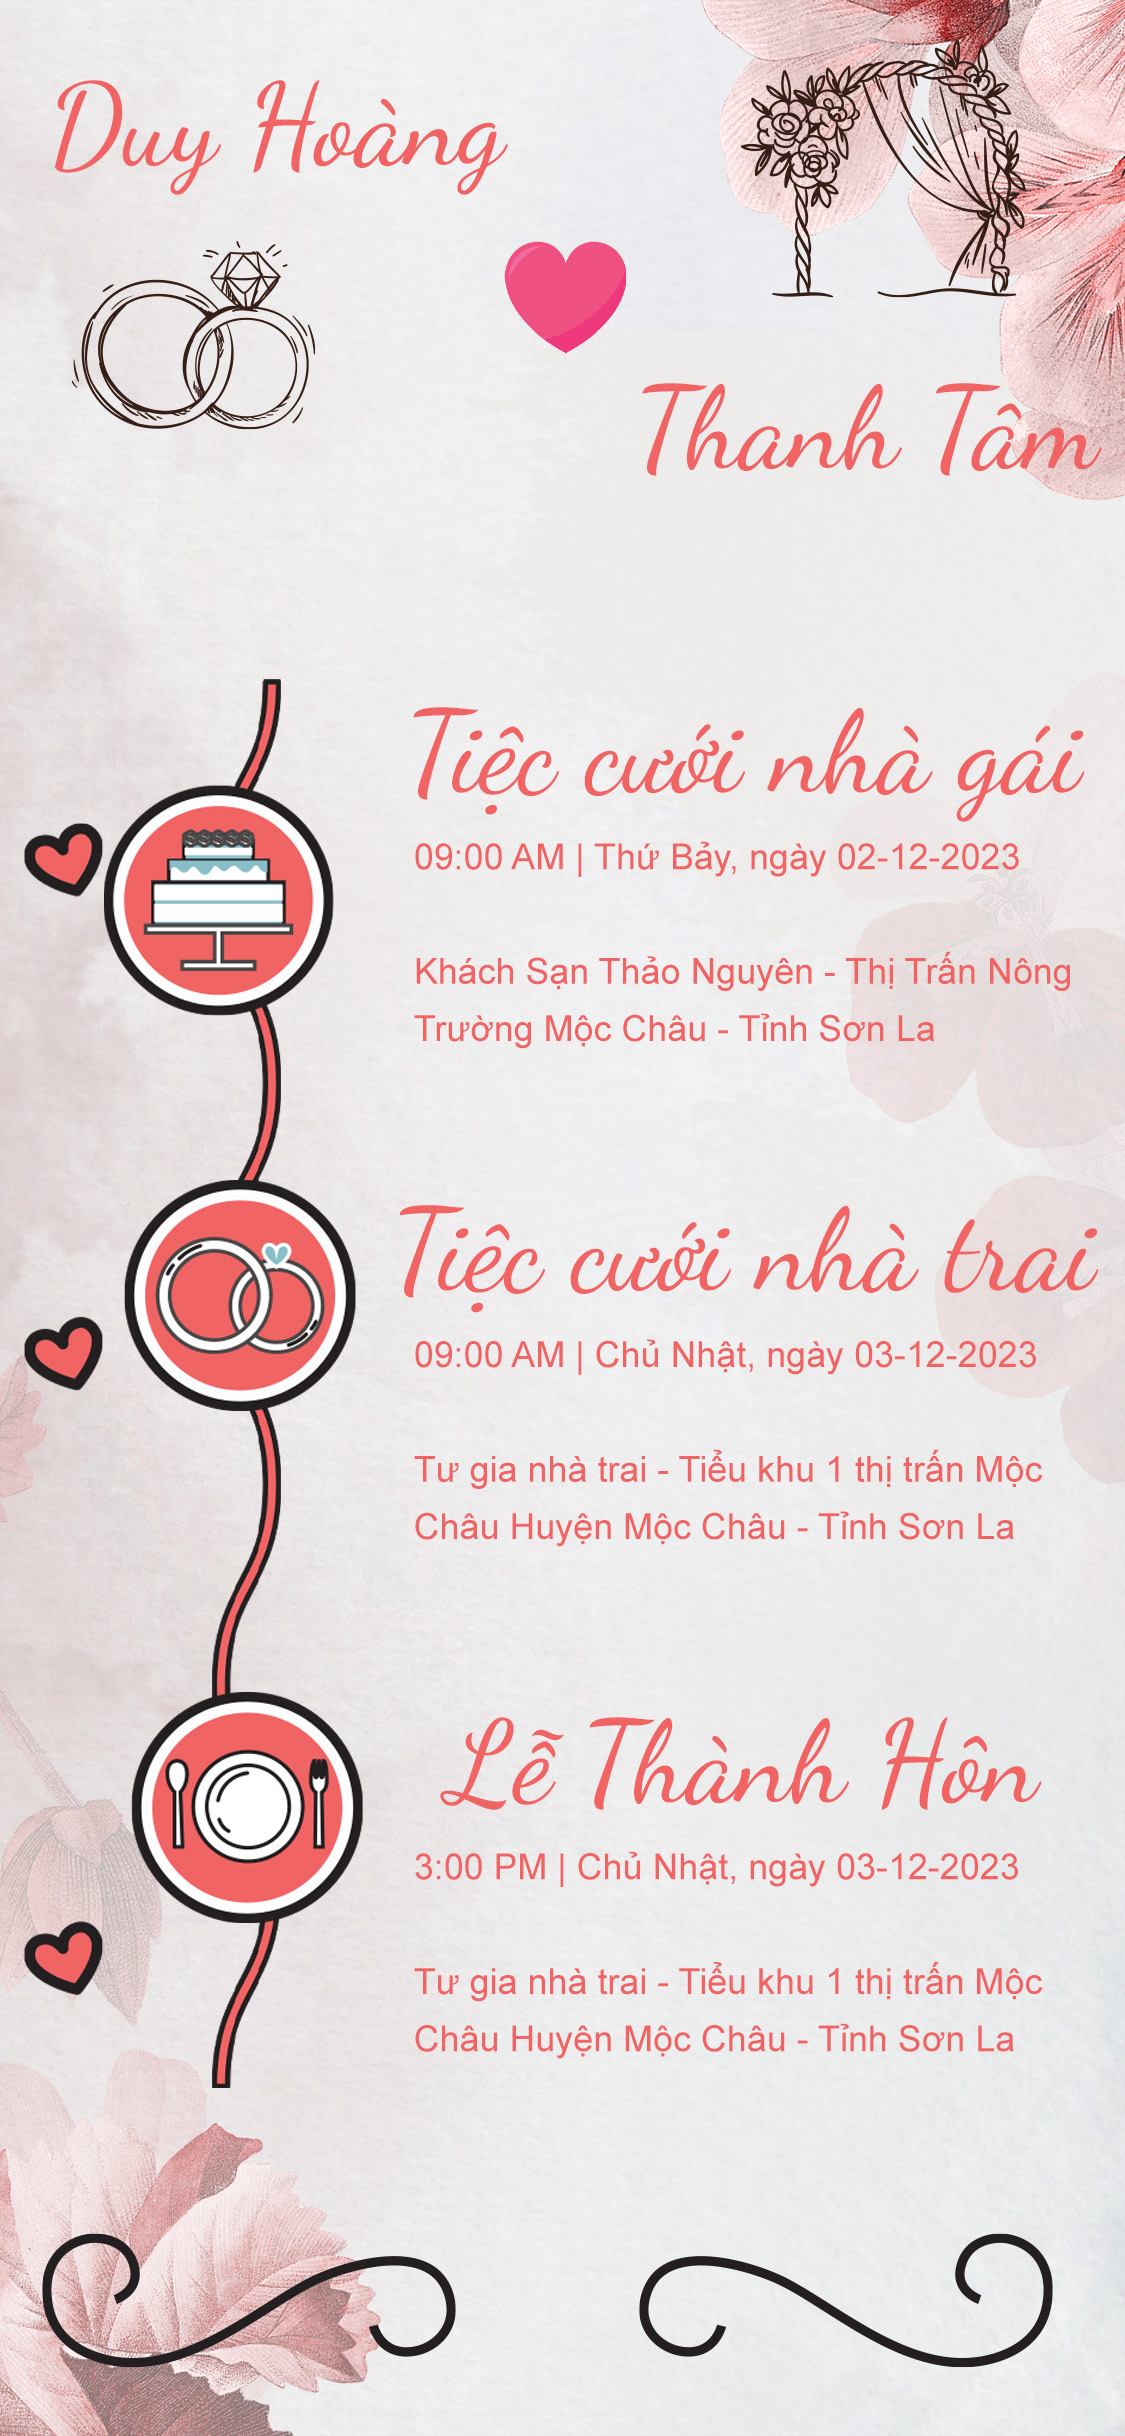 Duy Hoàng
Thanh Tâm
Tiệc cưới nhà gái
09:00 AM | Thứ Bảy, ngày 02-12-2023
Khách Sạn Thảo Nguyên - Thị Trấn Nông
Trường Mộc Châu - Tỉnh Sơn La
Tiệc cưới nhà trai
09:00 AM | Chủ Nhật, ngày 03-12-2023
Tư gia nhà trai - Tiểu khu 1 thị trấn Mộc
Châu Huyện Mộc Châu - Tỉnh Sơn La
Lễ Thành Hôn
3:00 PM | Chủ Nhật, ngày 03-12-2023
Tư gia nhà trai - Tiểu khu 1 thị trấn Mộc
Châu Huyện Mộc Châu - Tỉnh Sơn La